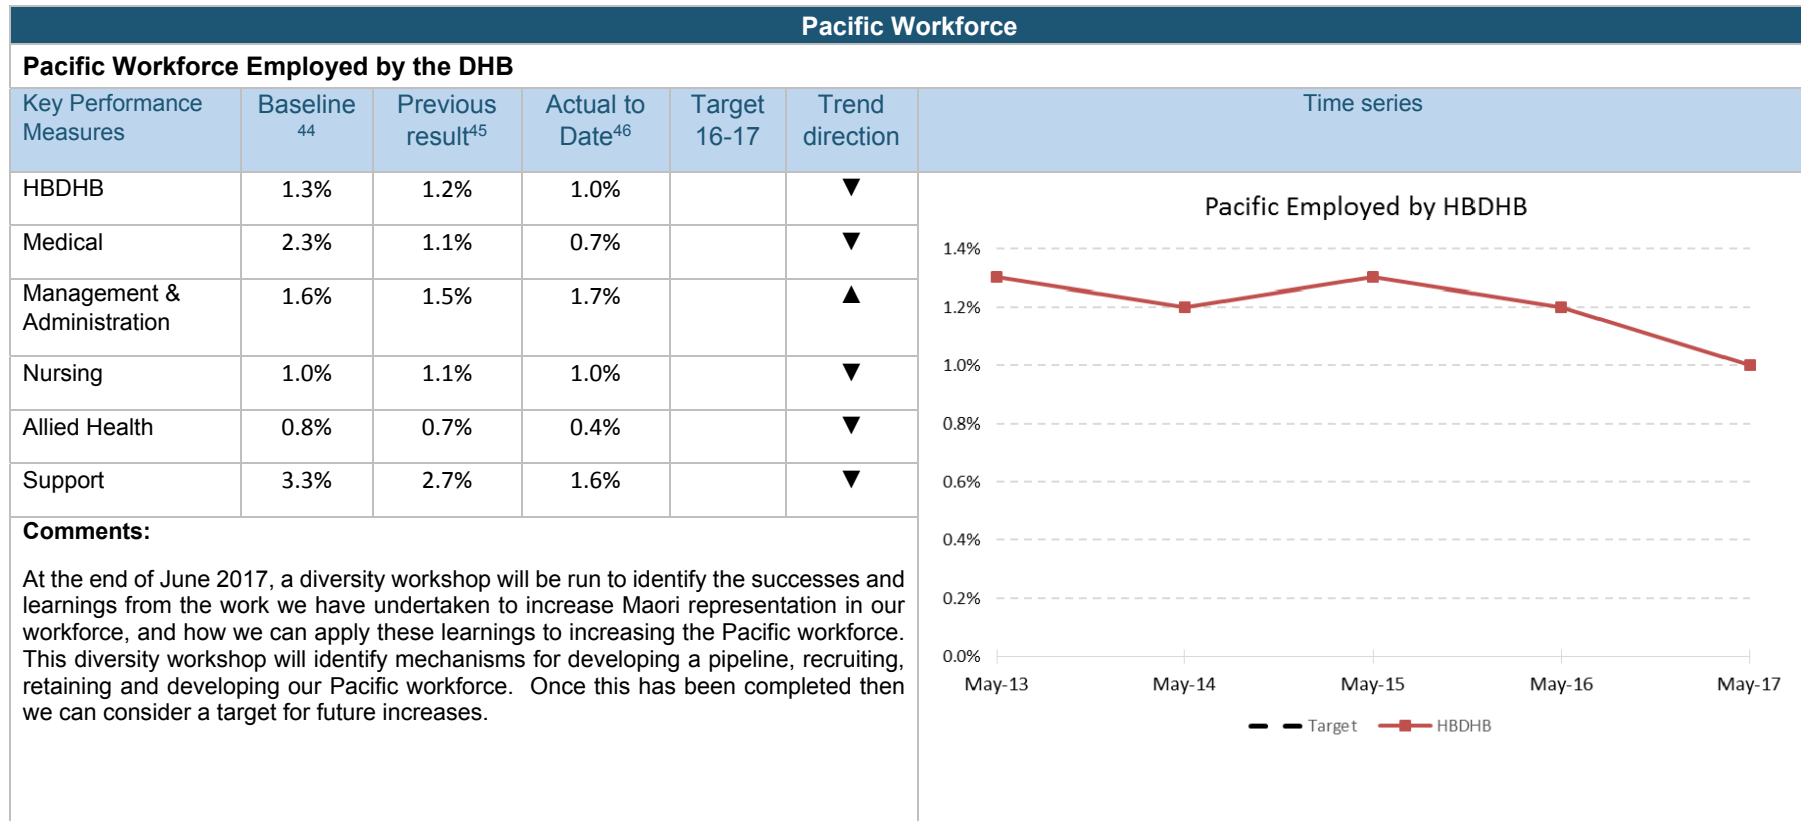 Pacific Workforce
Pacific Workforce Employed by the DHB
Key Performance Measures
Baseline 44
Previous result45
Actual to Date46
Target 16-17
Trend direction
Time series
HBDHB 1.3% 1.2% 1.0% ▼
Medical 2.3% 1.1% 0.7% ▼
Management & Administration 1.6% 1.5% 1.7% ▲
Nursing 1.0% 1.1% 1.0% ▼
Allied Health 0.8% 0.7% 0.4% ▼
Support 3.3% 2.7% 1.6% ▼
Comments:
At the end of June 2017, a diversity workshop will be run to identify the successes and
learnings from the work we have undertaken to increase Maori representation in our
workforce, and how we can apply these learnings to increasing the Pacific workforce.
This diversity workshop will identify mechanisms for developing a pipeline, recruiting,
retaining and developing our Pacific workforce. Once this has been completed then
we can consider a target for future increases.
Pacific Employed by HBDHB
1.4%
1.2%
1.0%
0.8%
0.6%
0.4%
0.2%
0.0%
May-13 May-14 May-15 May-16 May-17
Target HBDHB